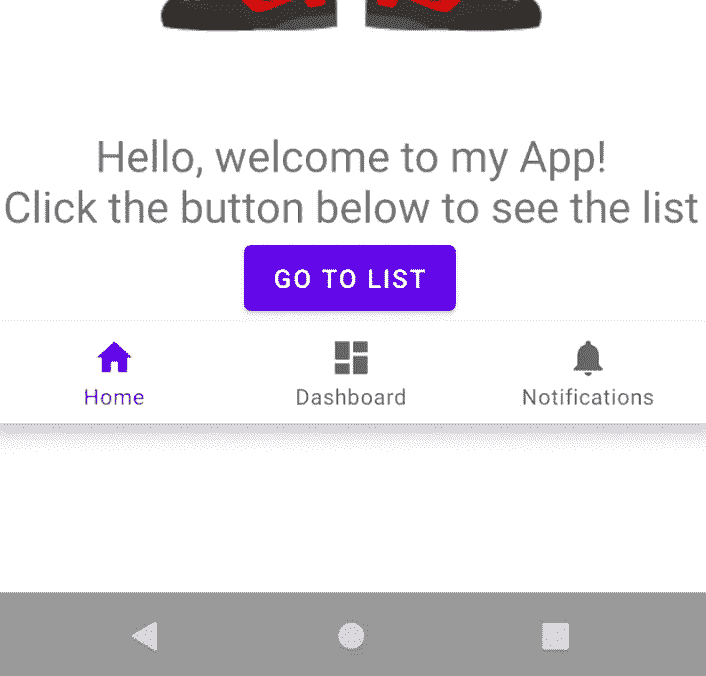 Hello, welcome to my App!
Click the button below to see the list
GO TO LIST
Home
Dashboard
Notifications